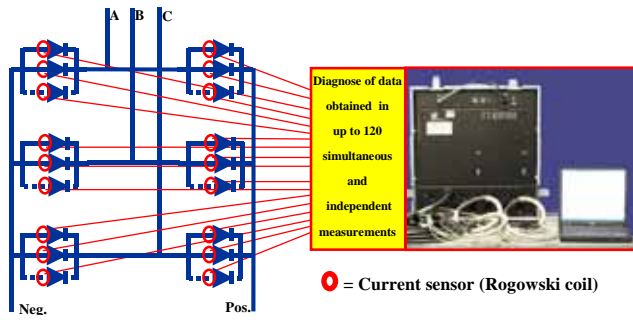 A B C
Diagnose of data
obtained in
up to 120
simultaneous
and
independent
measurements
= Current sensor (Rogowski coil)
Neg.
Pos.